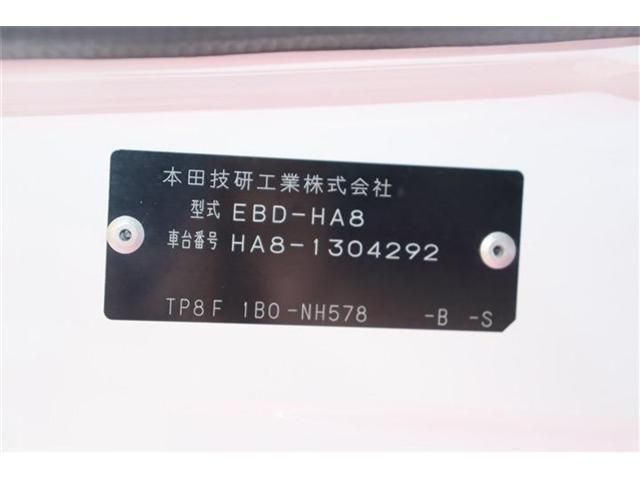 本田技研工業株式会社
型式 EBD-HA8
車台番号 HA8-1304292
TP8F 1B0-NH578 -B -S